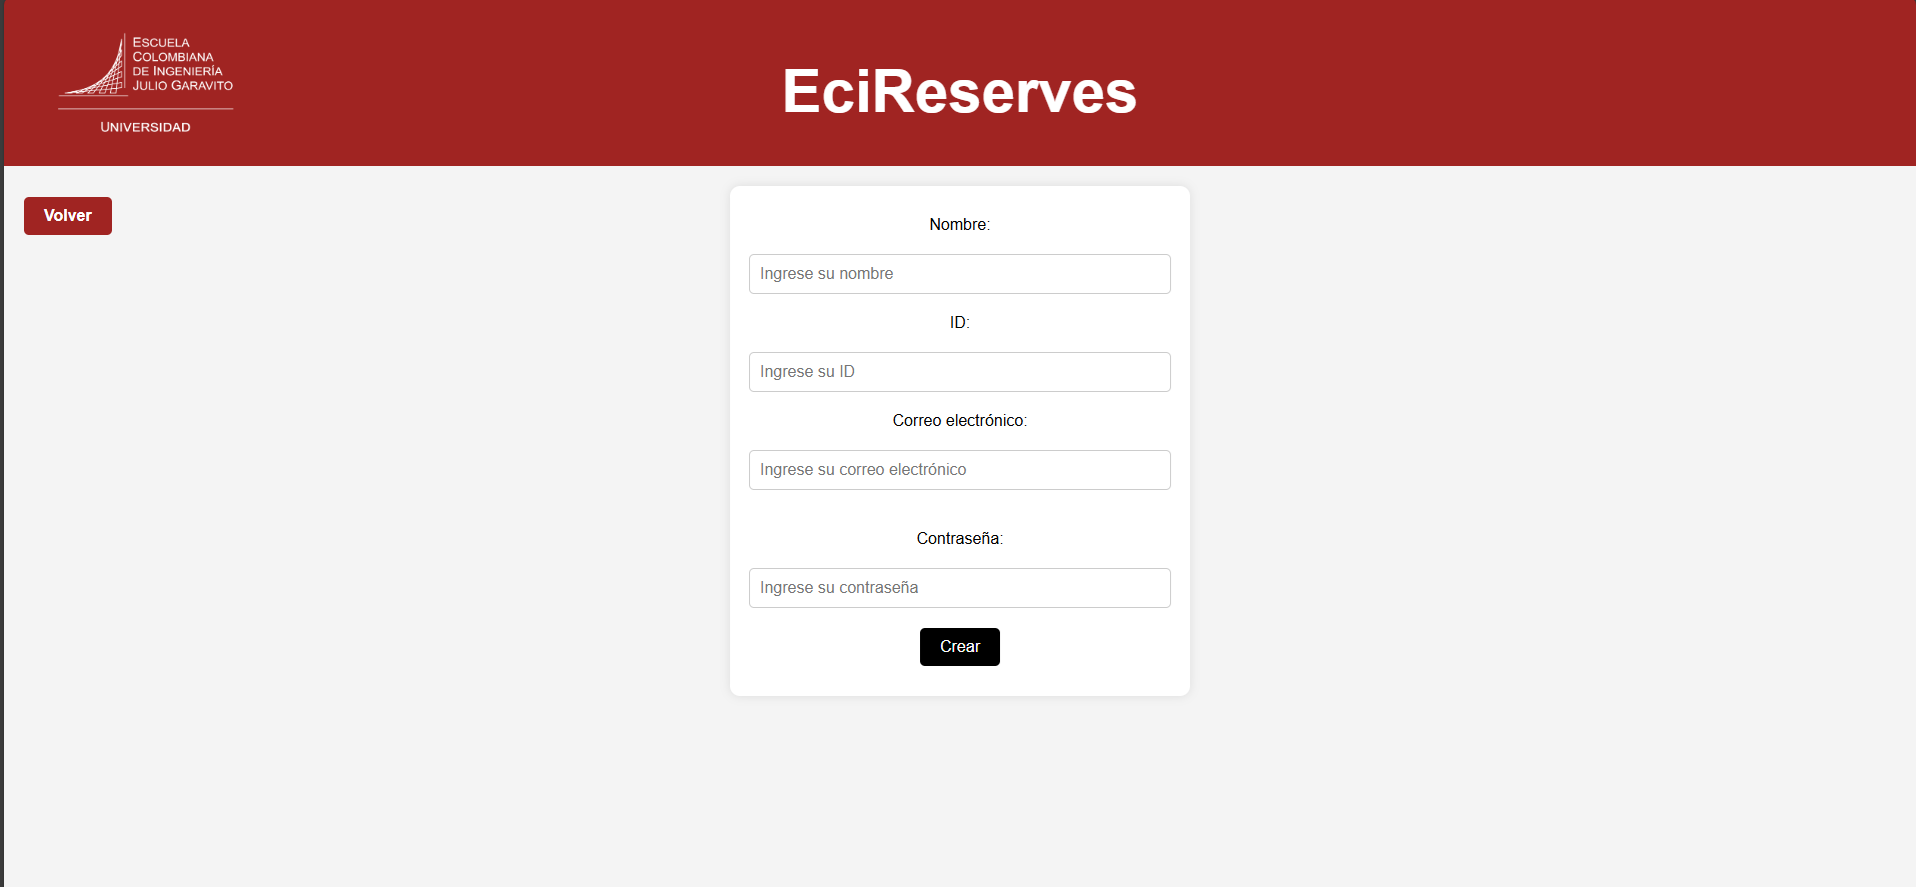 ESCUELA
COLOMBIANA
DE INGENIERÍA
JULIO GARAVITO
UNIVERSIDAD
EciReserves
Volver
Nombre:
Ingrese su nombre
ID:
Ingrese su ID
Correo electrónico:
Ingrese su correo electrónico
Contraseña:
Ingrese su contraseña
Crear